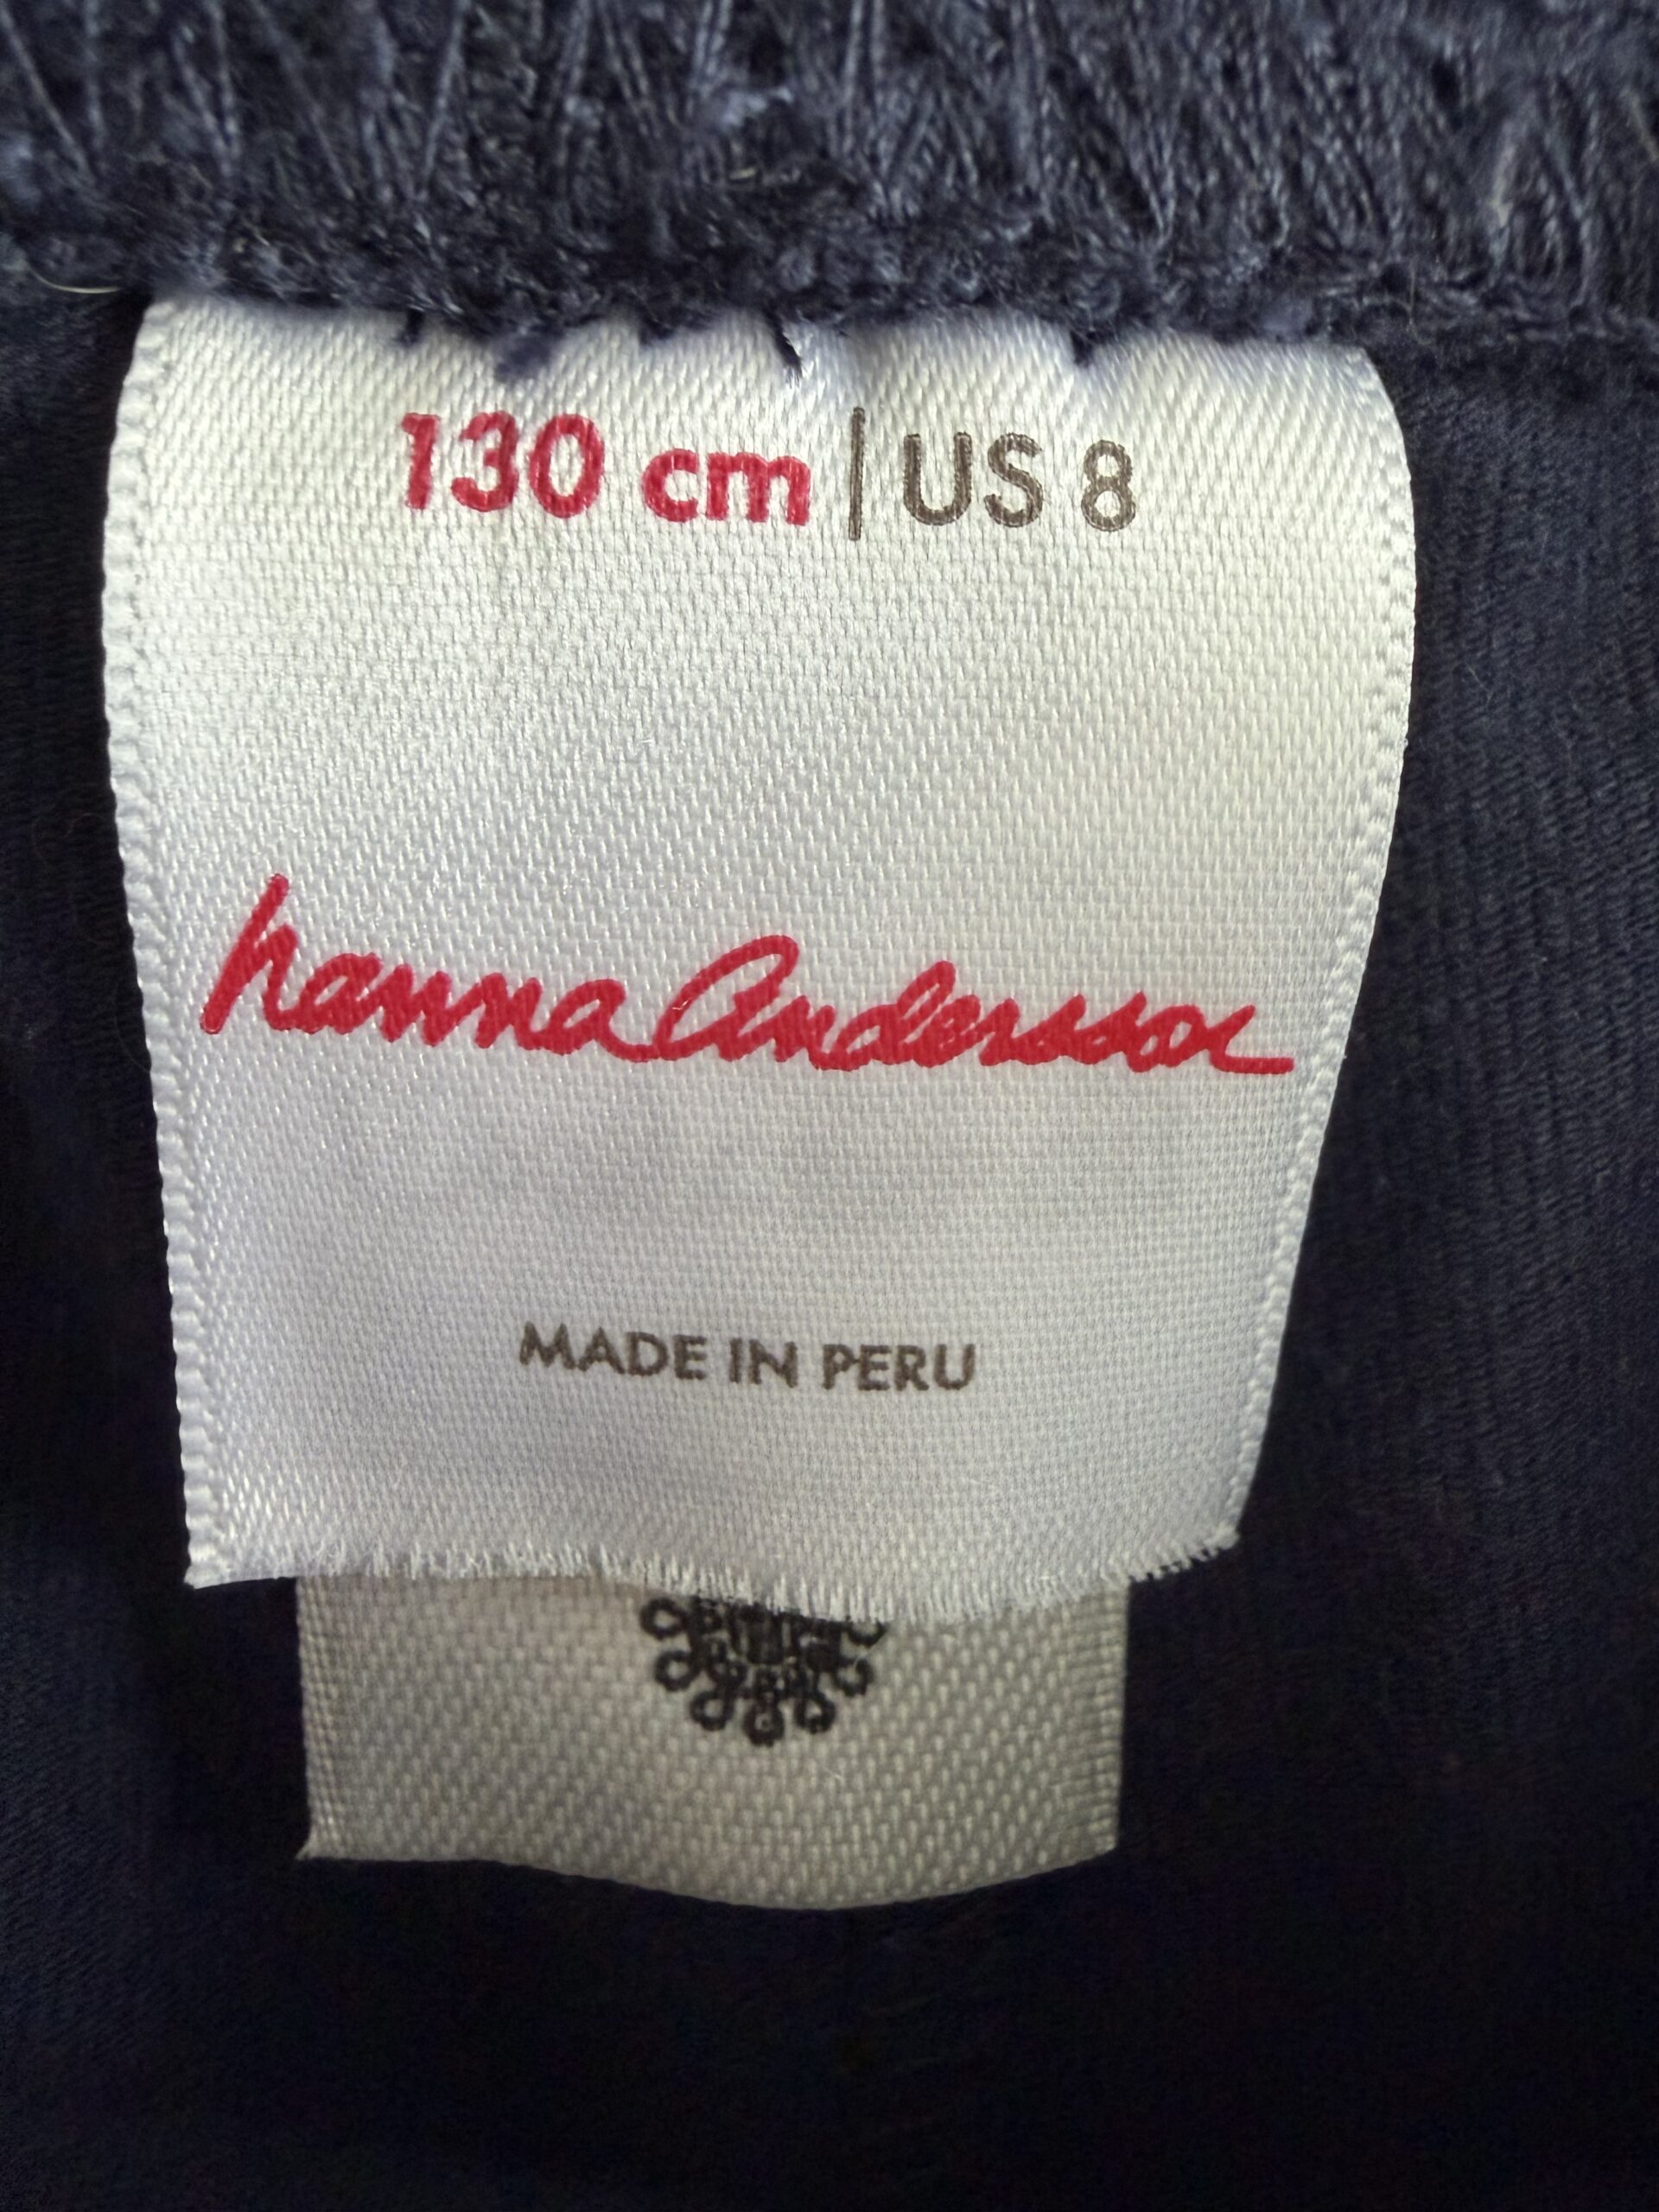 130 cm | US 8
hanna Andersson
MADE IN PERU